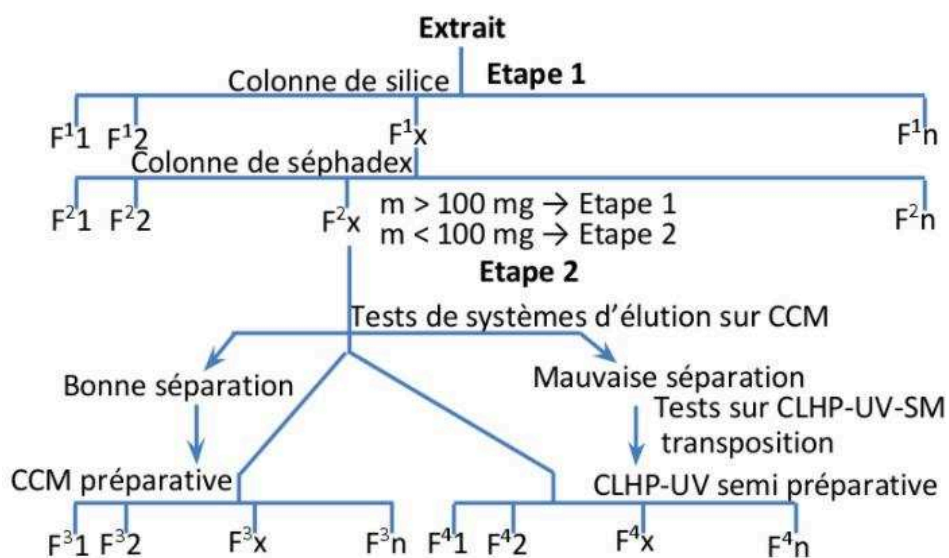 Extrait
Colonne de silice Etape 1
F¹1 F¹2 F¹x F¹n
Colonne de séphadex
F²1 F²2 F²x F²n
m > 100 mg → Etape 1
m < 100 mg → Etape 2
Etape 2
Tests de systèmes d'élution sur CCM
Bonne séparation
Mauvaise séparation
Tests sur CLHP-UV-SM
transposition
CCM préparative
CLHP-UV semi préparative
F³1 F³2 F³x F³n F⁴1 F⁴2 F⁴x F⁴n